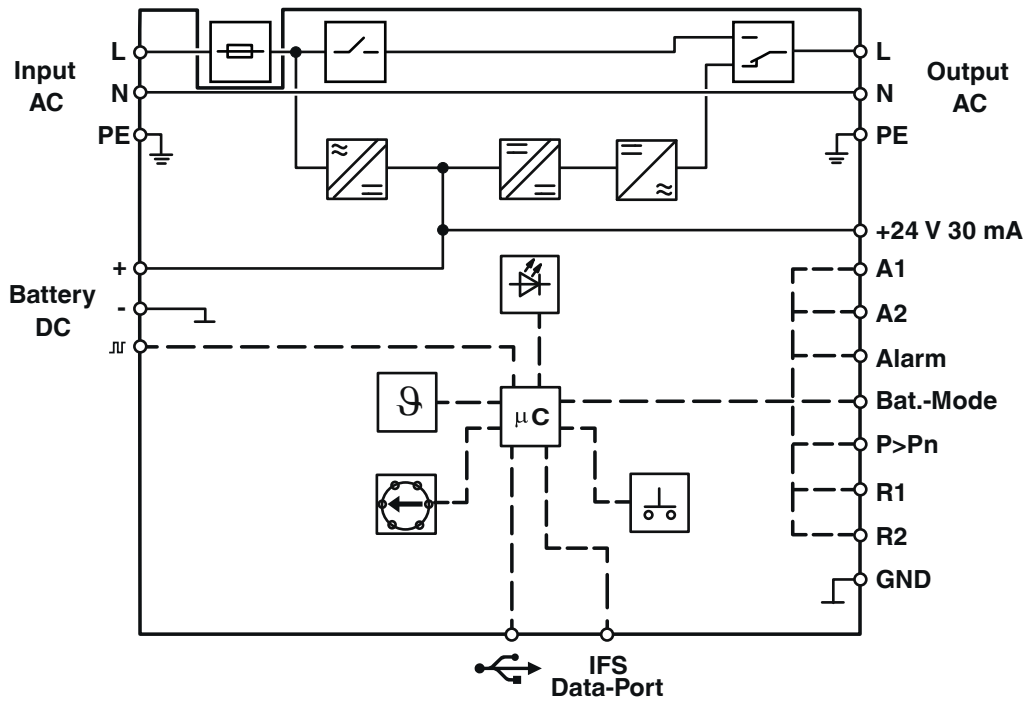 Input
AC
L
N
PE
L
N
PE
Output
AC
+24 V 30 mA
+
Battery
DC
-
A1
A2
Alarm
Bat.-Mode
P>Pn
R1
R2
GND
ϑ
µC
IFS
Data-Port